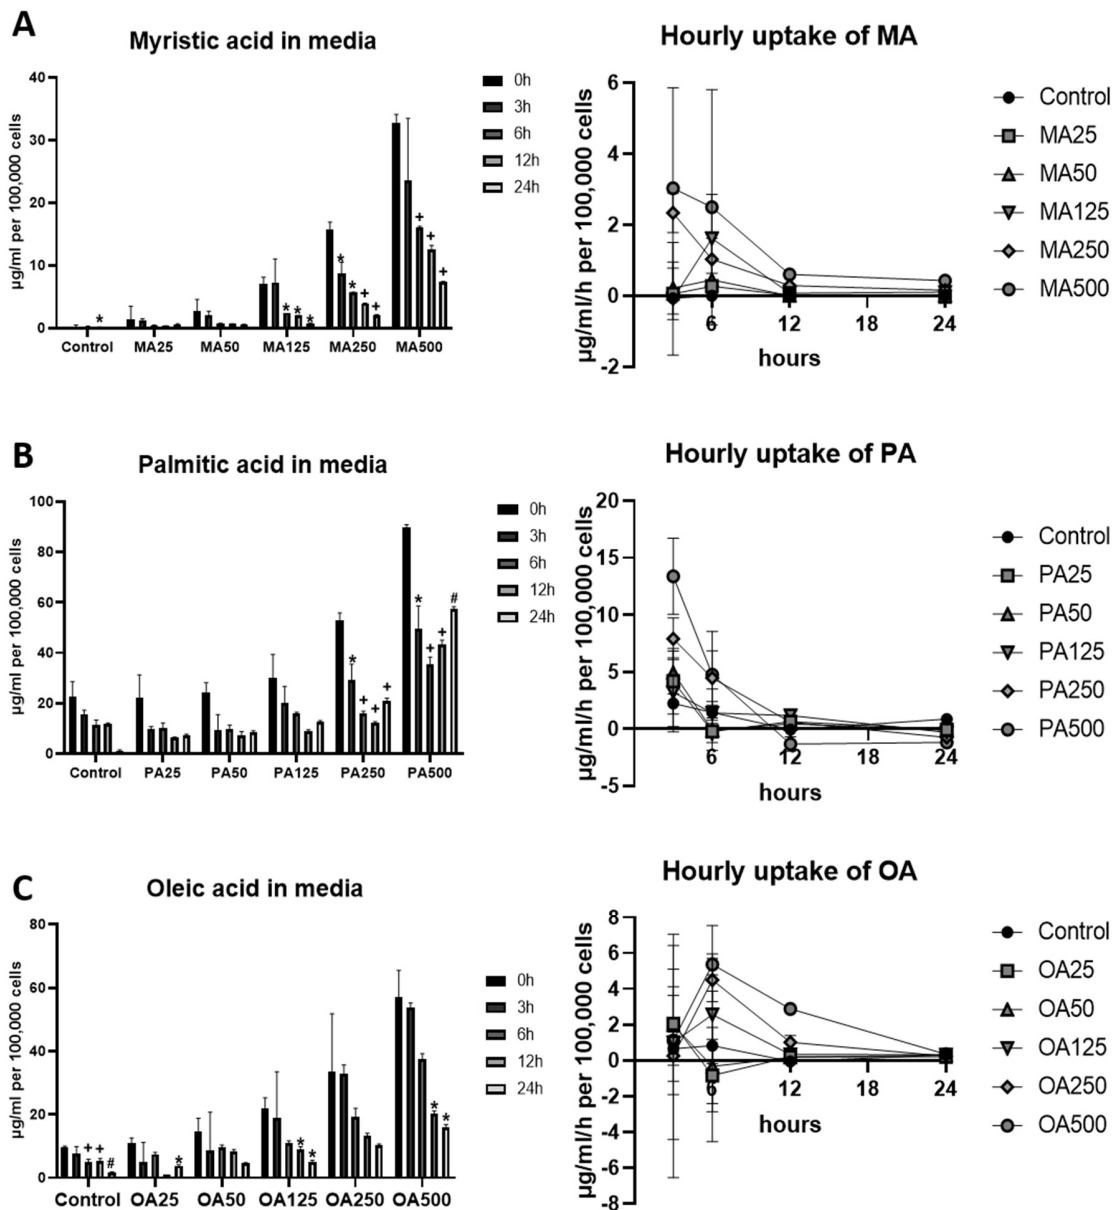 A
Myristic acid in media
µg/ml per 100,000 cells
40
30
20
10
0
Control MA25 MA50 MA125 MA250 MA500
* * * * * * + + + + +
0h
3h
6h
12h
24h
Hourly uptake of MA
µg/ml/h per 100,000 cells
6
4
2
0
-2
6 12 18 24
hours
Control
MA25
MA50
MA125
MA250
MA500
B
Palmitic acid in media
µg/ml per 100,000 cells
100
80
60
40
20
0
Control PA25 PA50 PA125 PA250 PA500
* + + + * + + #
0h
3h
6h
12h
24h
Hourly uptake of PA
µg/ml/h per 100,000 cells
20
15
10
5
0
-5
6 12 18 24
hours
Control
PA25
PA50
PA125
PA250
PA500
C
Oleic acid in media
µg/ml per 100,000 cells
80
60
40
20
0
Control OA25 OA50 OA125 OA250 OA500
+ + # * * * * *
0h
3h
6h
12h
24h
Hourly uptake of OA
µg/ml/h per 100,000 cells
8
6
4
2
0
-2
-4
-6
-8
6 12 18 24
hours
Control
OA25
OA50
OA125
OA250
OA500